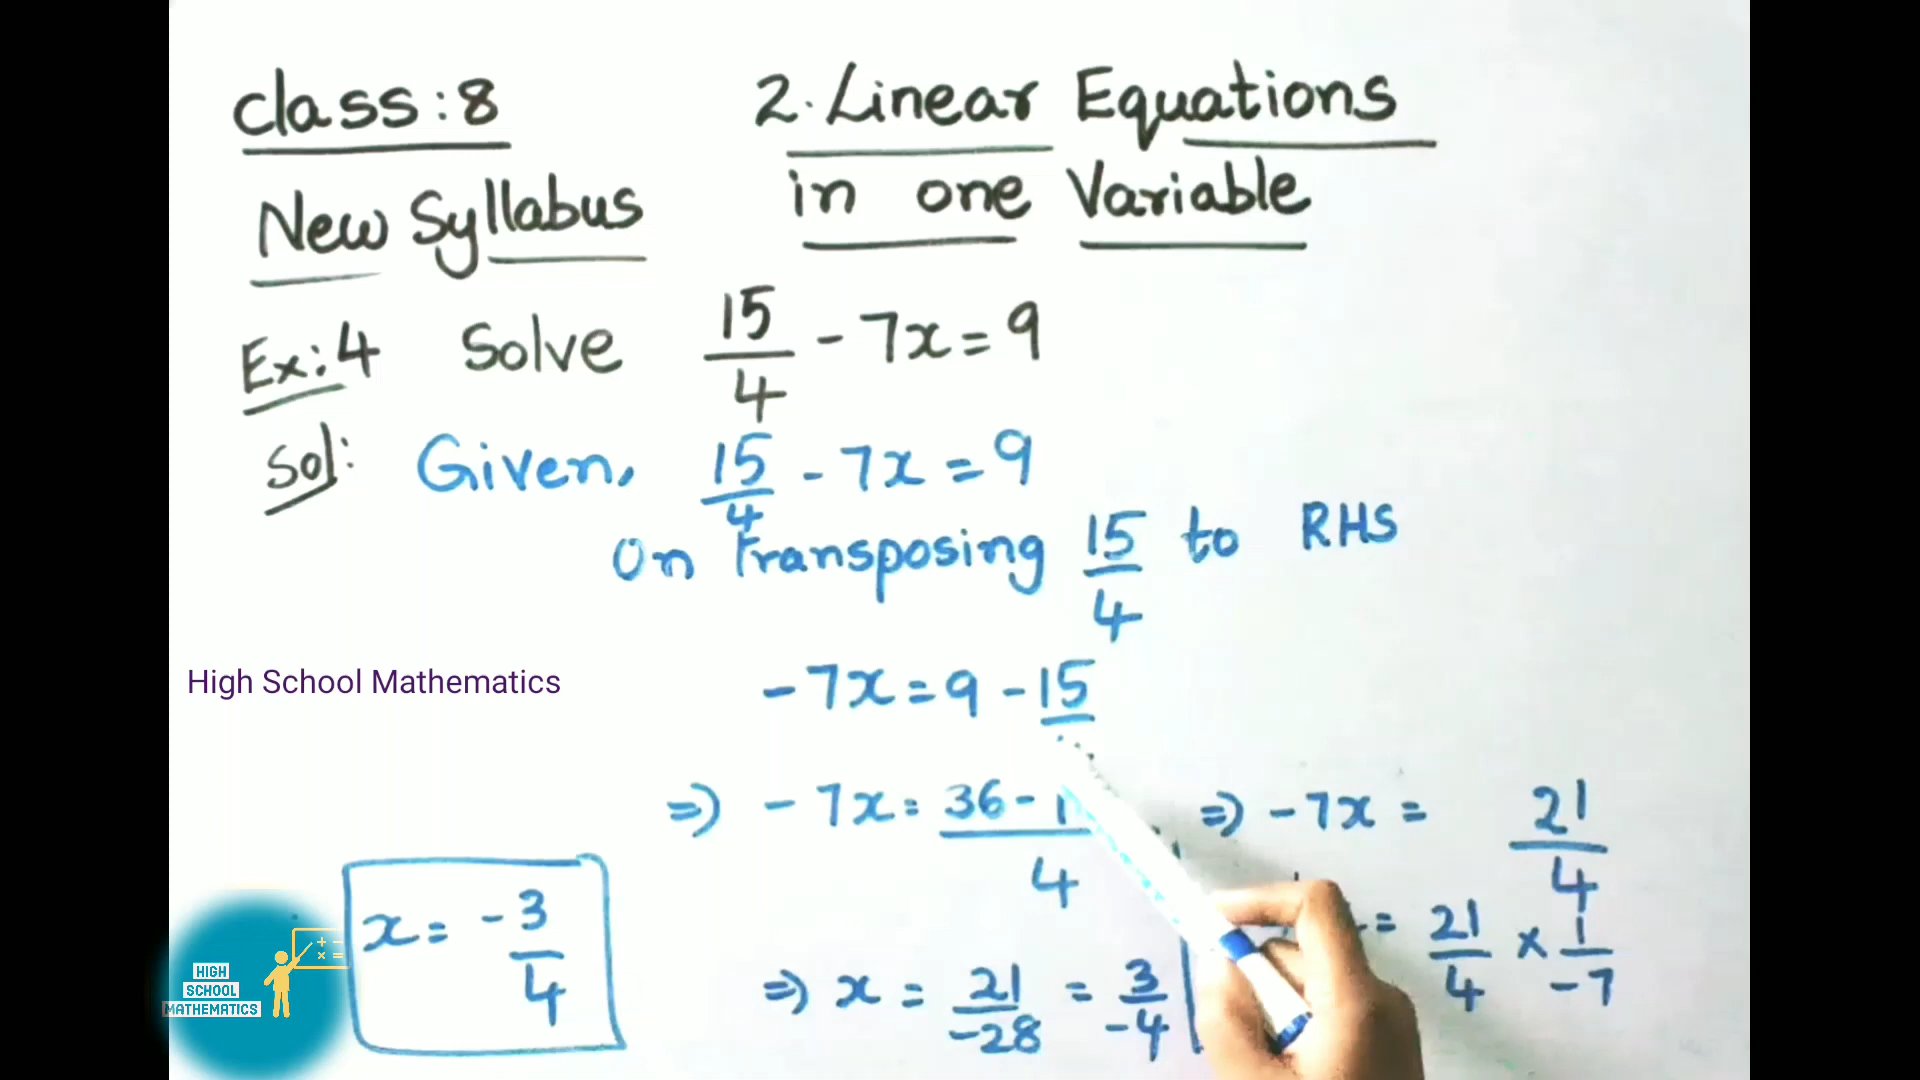 Class:8
2. Linear Equations
New Syllabus
in one Variable
Ex:4 Solve 15/4 - 7x = 9
Sol: Given, 15/4 - 7x = 9
On Transposing 15/4 to RHS
High School Mathematics
- 7x = 9 - 15
⇒ - 7x = 36 - 1 / 4
⇒ - 7x = 21/4
= 21/4 × 1/-7
⇒ x = 21/-28 = 3/-4
x = -3/4
HIGH
SCHOOL
MATHEMATICS